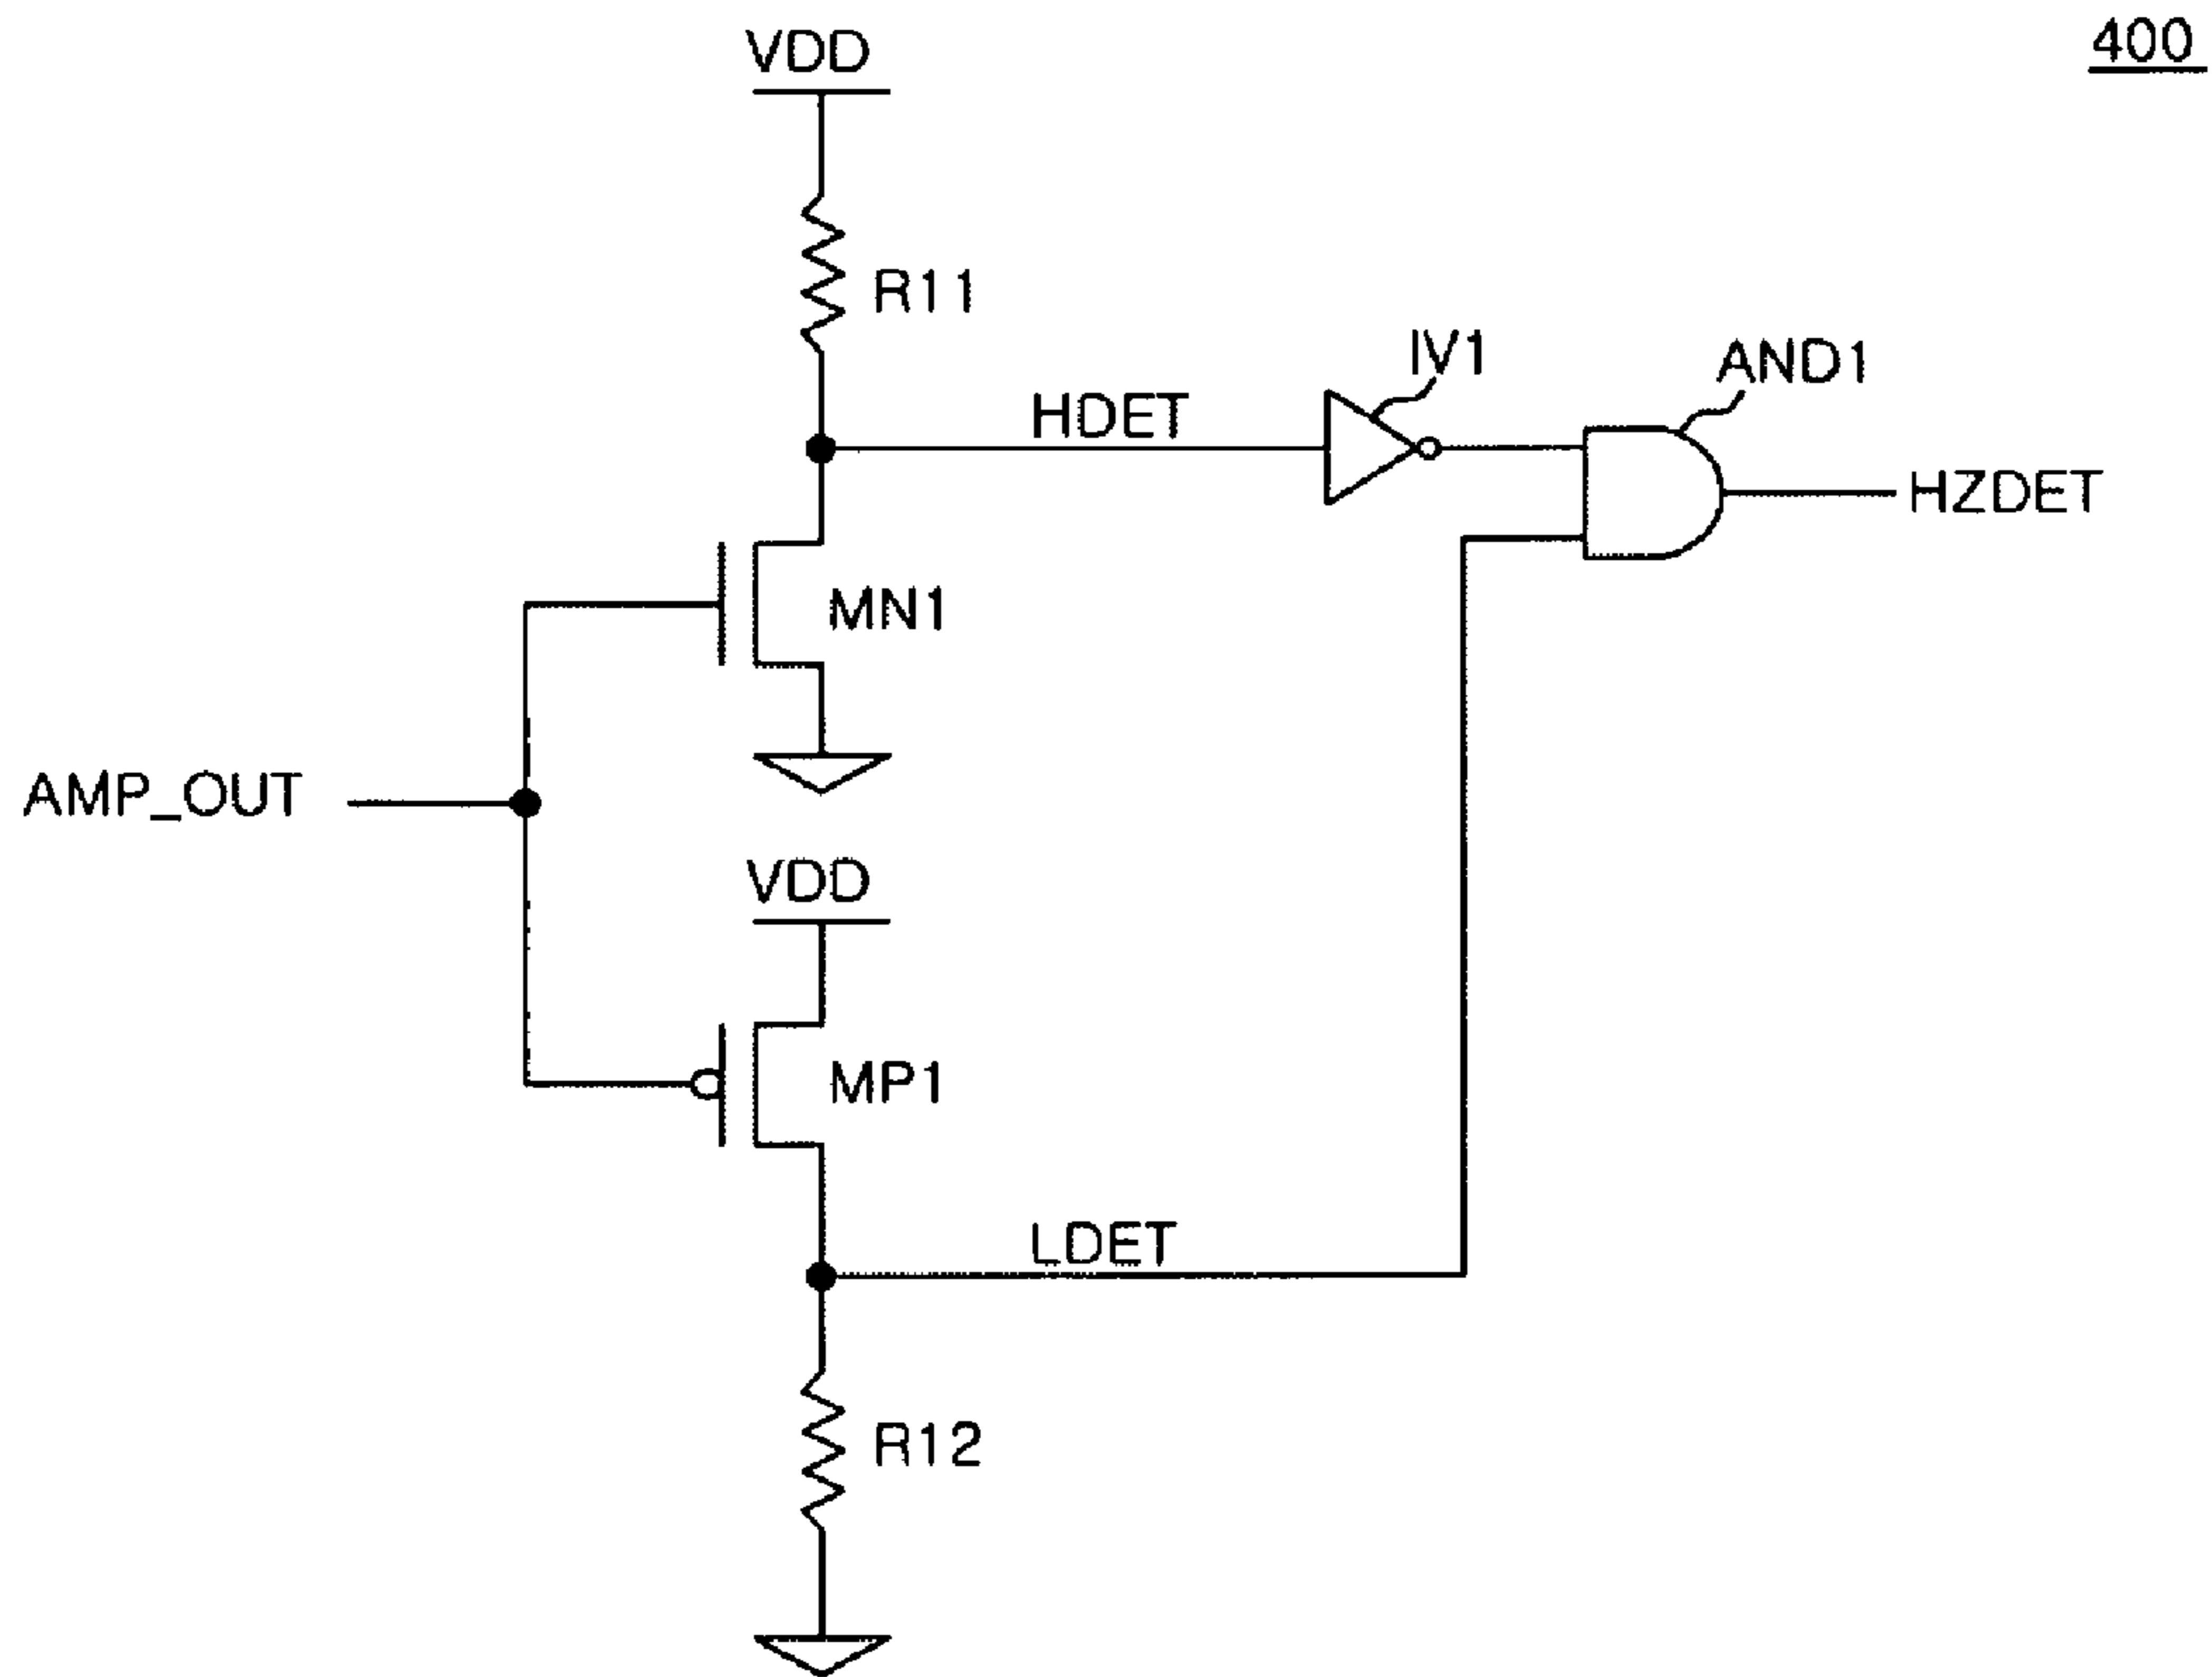 400
VDD
R11
IV1
AND1
HDET
HZDET
MN1
AMP_OUT
VDD
MP1
LDET
R12